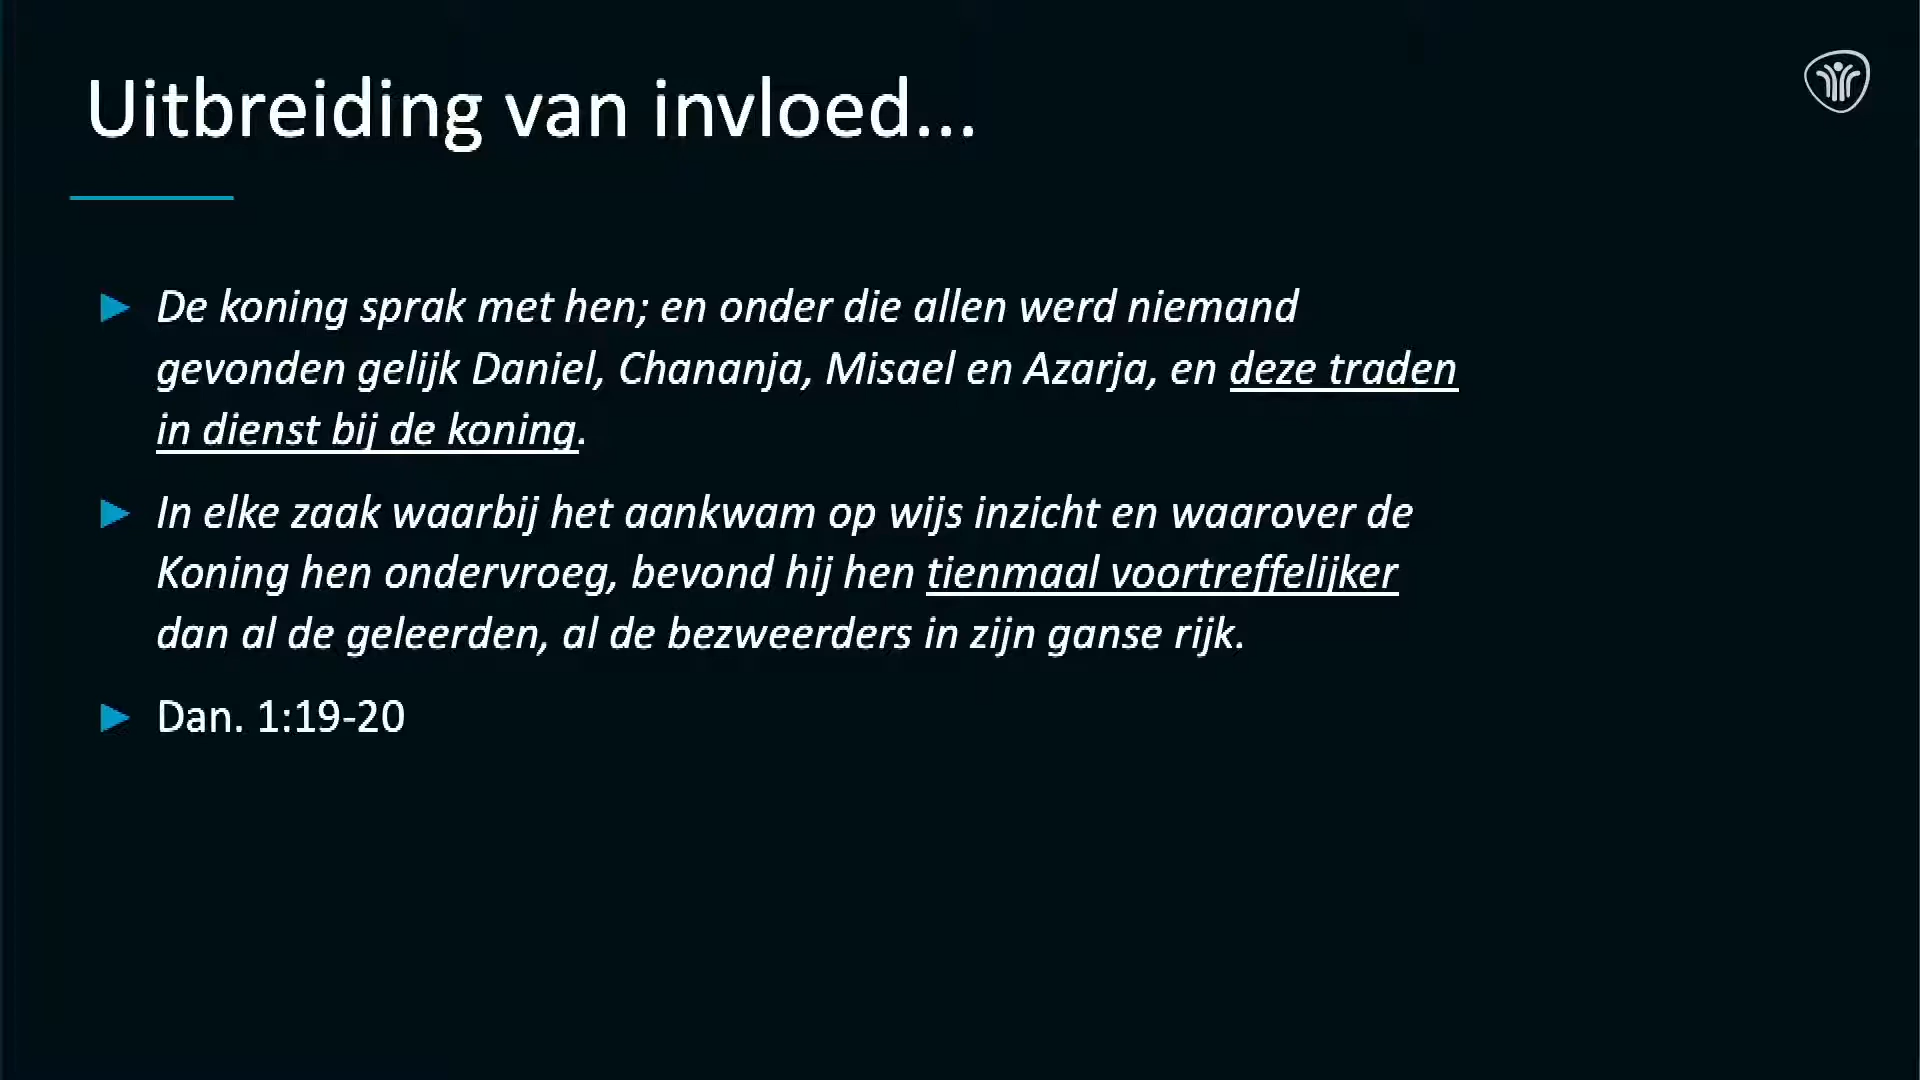 Uitbreiding van invloed...
De koning sprak met hen; en onder die allen werd niemand
gevonden gelijk Daniel, Chananja, Misael en Azarja, en deze traden
in dienst bij de koning.
In elke zaak waarbij het aankwam op wijs inzicht en waarover de
Koning hen ondervroeg, bevond hij hen tienmaal voortreffelijker
dan al de geleerden, al de bezweerders in zijn ganse rijk.
Dan. 1:19-20